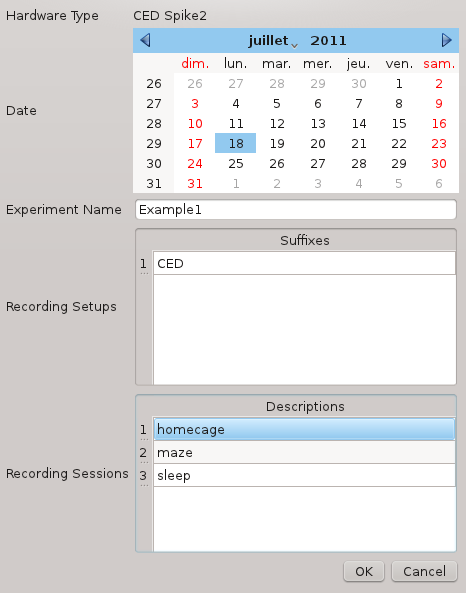 Hardware Type CED Spike2
juillet 2011
dim. lun. mar. mer. jeu. ven. sam.
26 26 27 28 29 30 1 2
27 3 4 5 6 7 8 9
Date
28 10 11 12 13 14 15 16
29 17 18 19 20 21 22 23
30 24 25 26 27 28 29 30
31 31 1 2 3 4 5 6
Experiment Name Example1
Suffixes
1 CED
Recording Setups
Descriptions
1 homecage
2 maze
Recording Sessions
3 sleep
OK Cancel